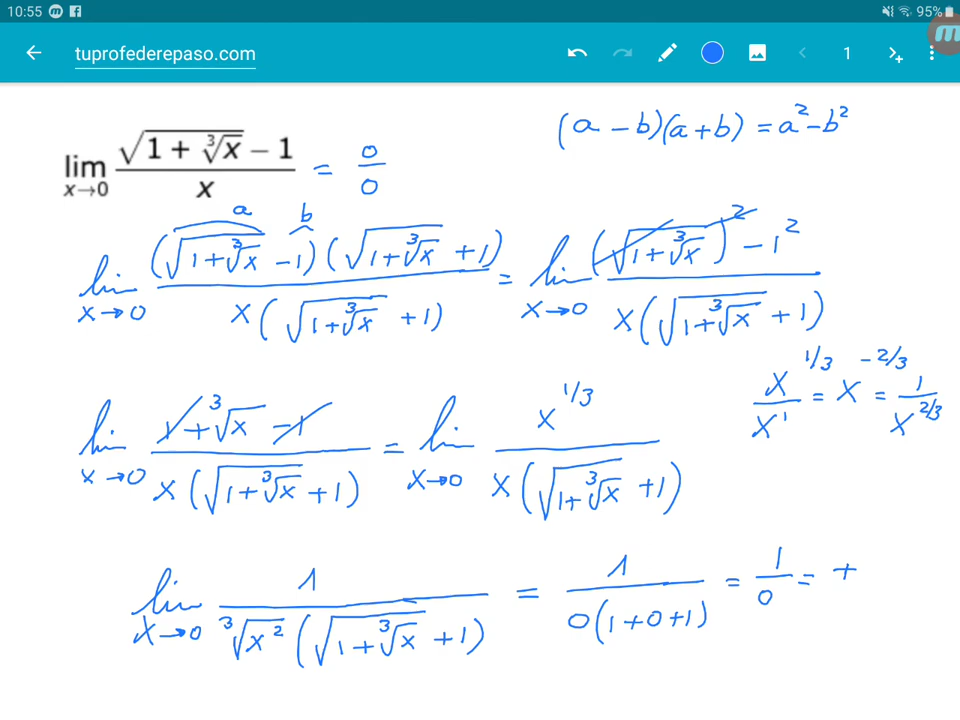 10:55 95%
tuprofederepaso.com 1
(a - b)(a + b) = a² - b²
lim x→0 (√(1 + ∛x) - 1) / x = 0/0
a b
lim x→0 (√(1+∛x) - 1)(√(1+∛x) + 1) / x(√(1+∛x) + 1) = lim x→0 ((√(1+∛x))² - 1²) / x(√(1+∛x) + 1)
x^(1/3) / x¹ = x^(-2/3) = 1 / x^(2/3)
lim x→0 (1 + ∛x - 1) / x(√(1+∛x) + 1) = lim x→0 x^(1/3) / x(√(1+∛x) + 1)
lim x→0 1 / ∛x² (√(1+∛x) + 1) = 1 / 0(1+0+1) = 1/0 = +